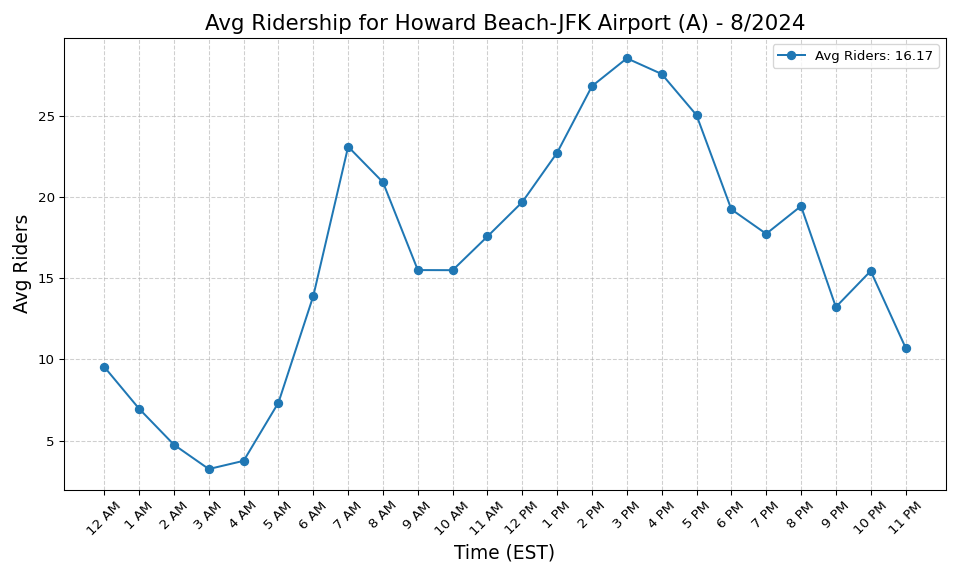 Avg Ridership for Howard Beach-JFK Airport (A) - 8/2024
Avg Riders: 16.17
Avg Riders
25
20
15
10
5
12 AM
1 AM
2 AM
3 AM
4 AM
5 AM
6 AM
7 AM
8 AM
9 AM
10 AM
11 AM
12 PM
1 PM
2 PM
3 PM
4 PM
5 PM
6 PM
7 PM
8 PM
9 PM
10 PM
11 PM
Time (EST)